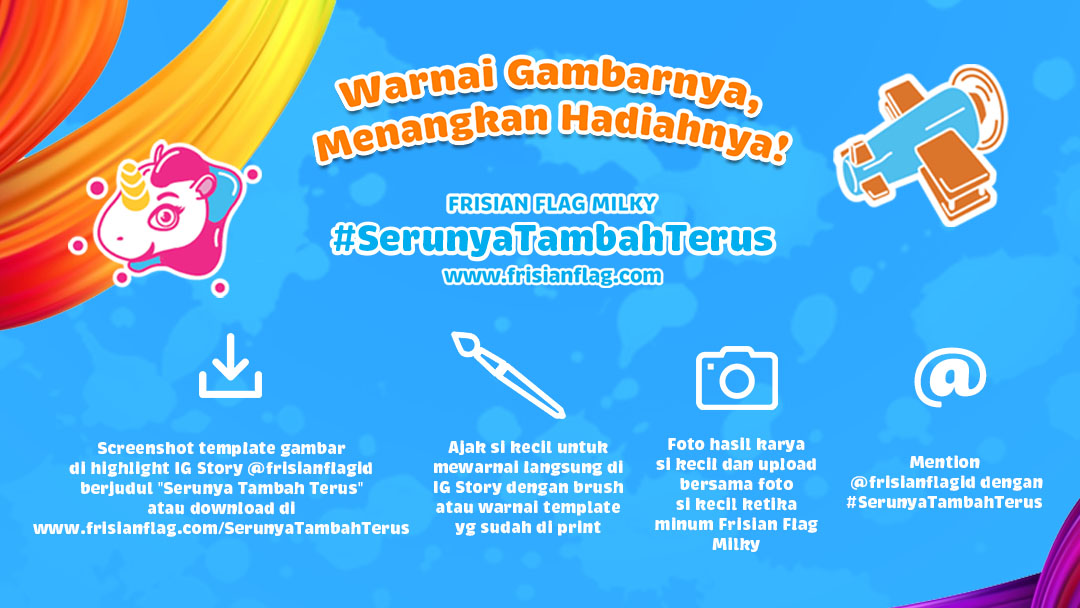 Warnai Gambarnya,
Menangkan Hadiahnya!
FRISIAN FLAG MILKY
#SerunyaTambahTerus
www.frisianflag.com
Screenshot template gambar
di highlight IG Story @frisianflagid
berjudul "Serunya Tambah Terus"
atau download di
www.frisianflag.com/SerunyaTambahTerus
Ajak si kecil untuk
mewarnai langsung di
IG Story dengan brush
atau warnai template
yg sudah di print
Foto hasil karya
si kecil dan upload
bersama foto
si kecil ketika
minum Frisian Flag
Milky
@
Mention
@frisianflagid dengan
#SerunyaTambahTerus